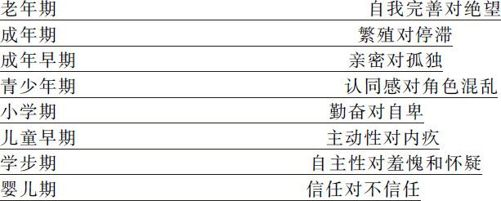 老年期 自我完善对绝望
成年期 繁殖对停滞
成年早期 亲密对孤独
青少年期 认同感对角色混乱
小学期 勤奋对自卑
儿童早期 主动性对内疚
学步期 自主性对羞愧和怀疑
婴儿期 信任对不信任